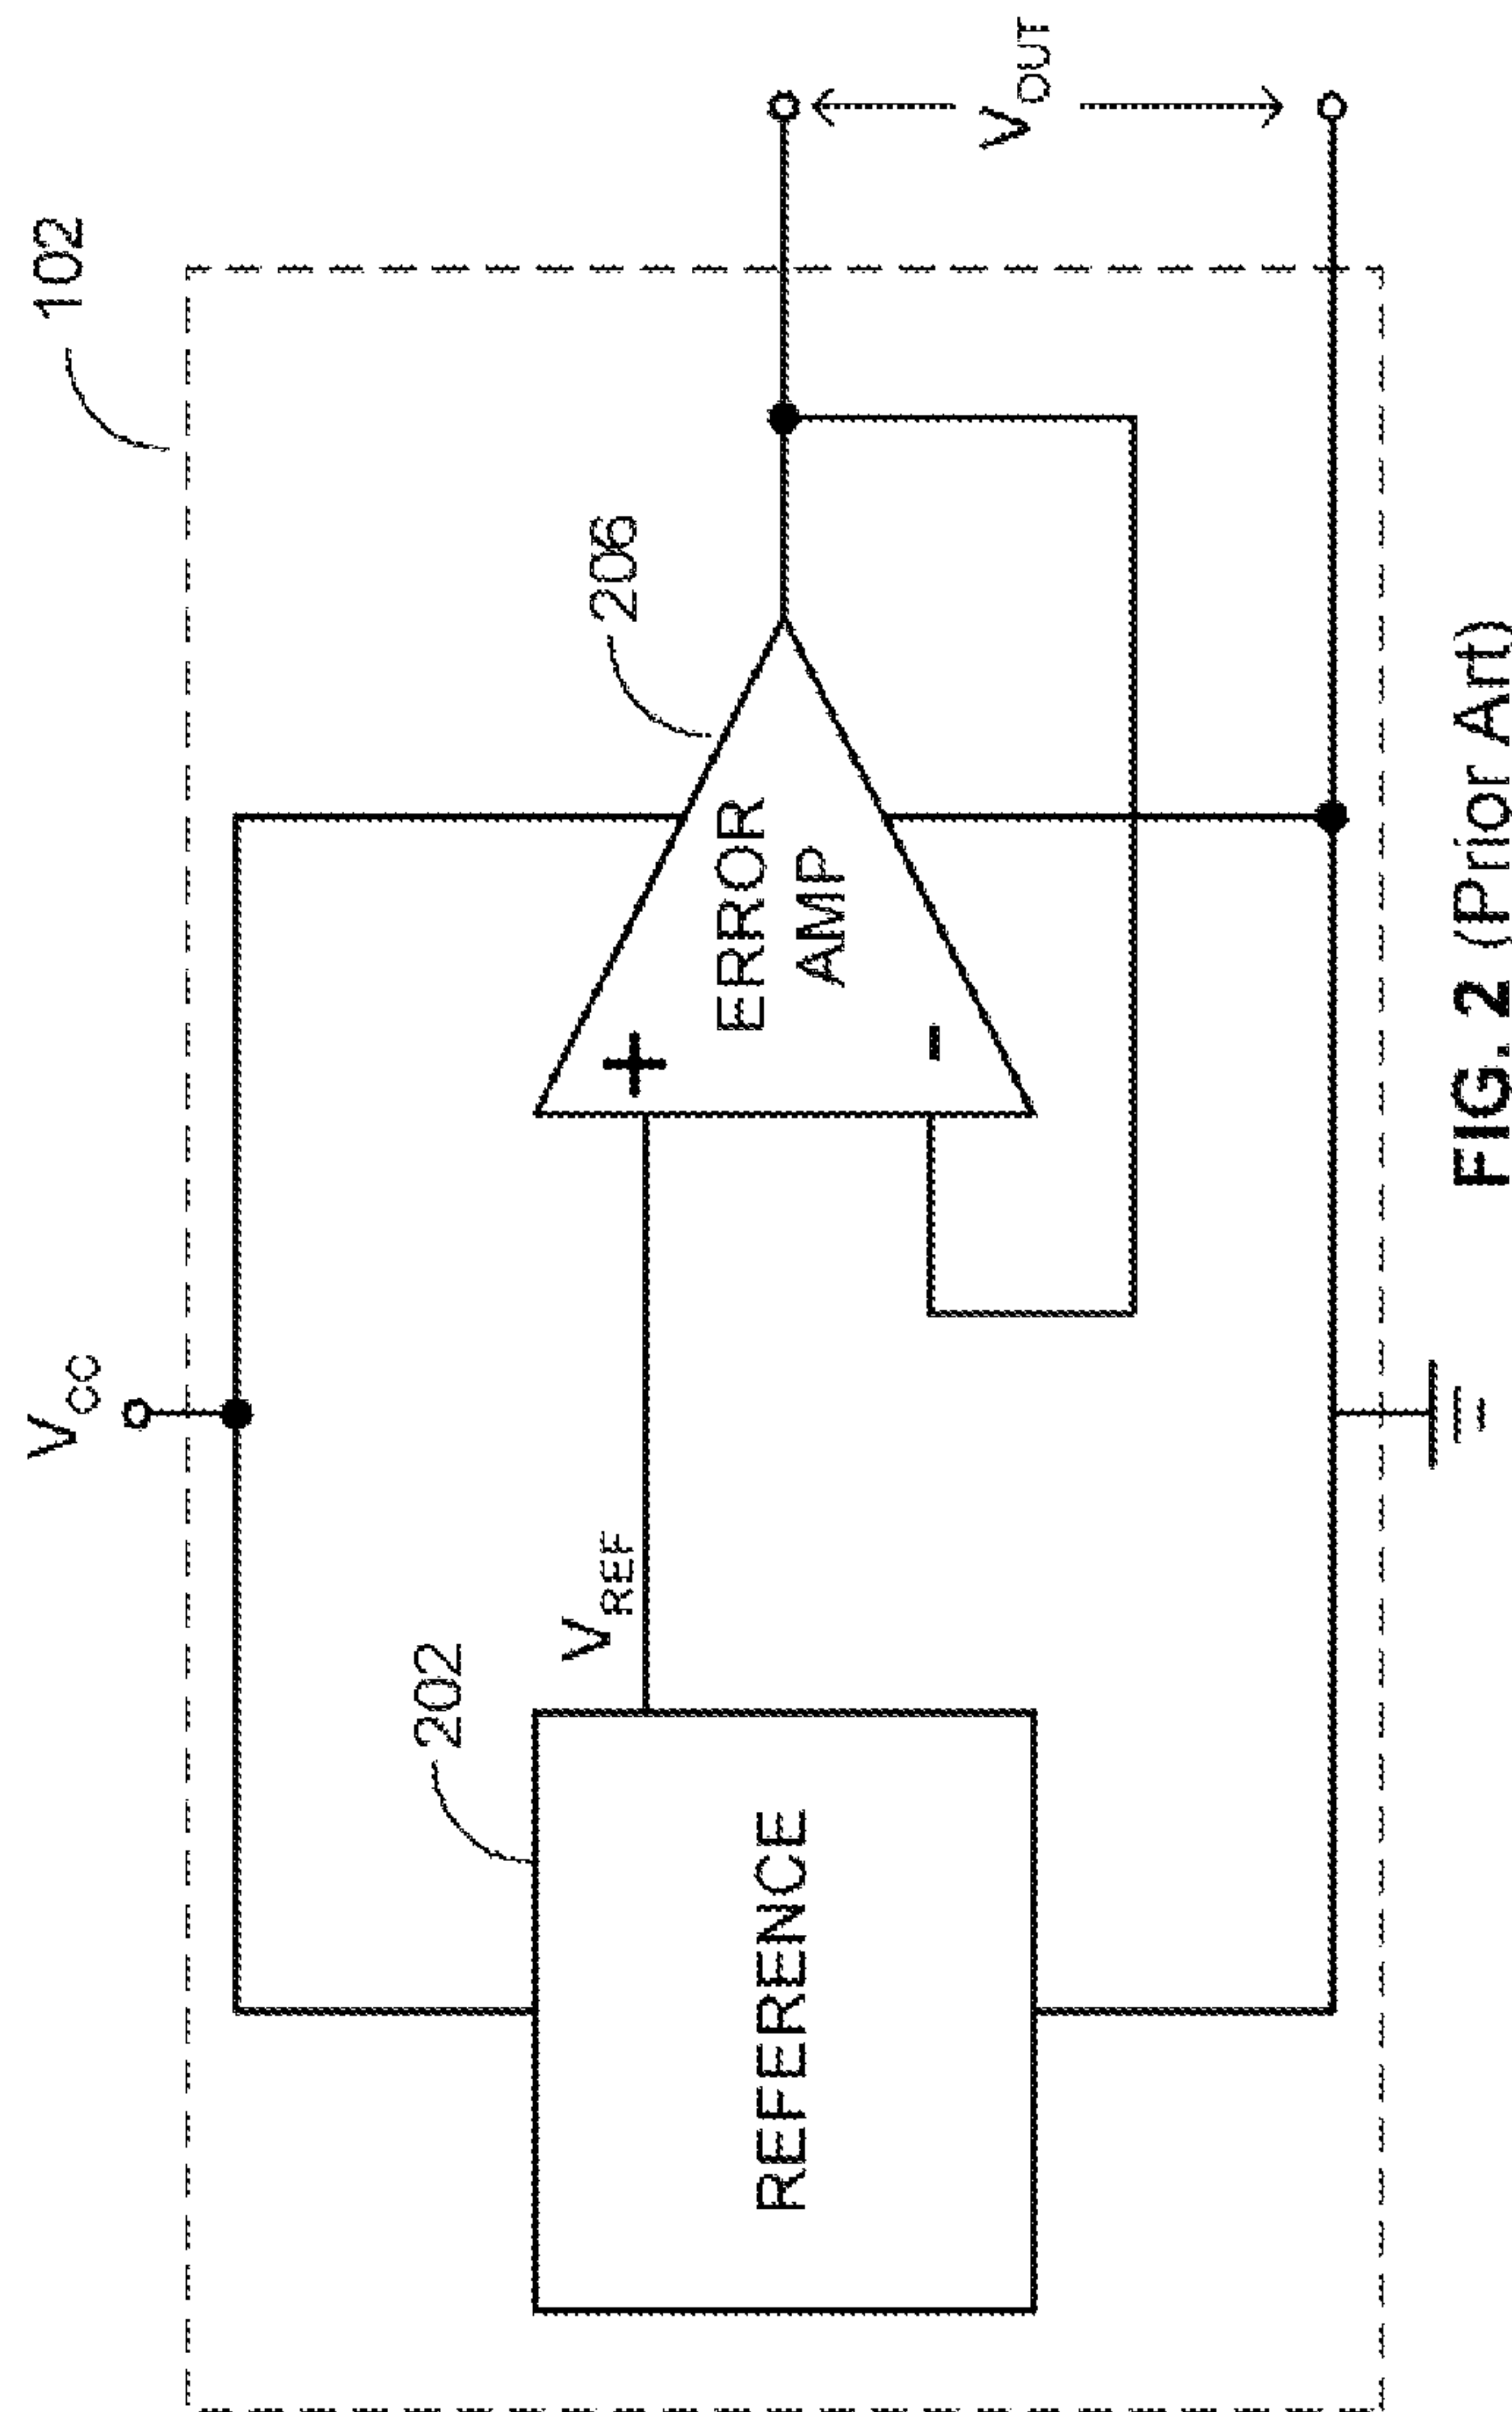 102
V_CC
206
202
V_REF
+
ERROR
AMP
-
REFERENCE
V_OUT
FIG. 2 (Prior Art)